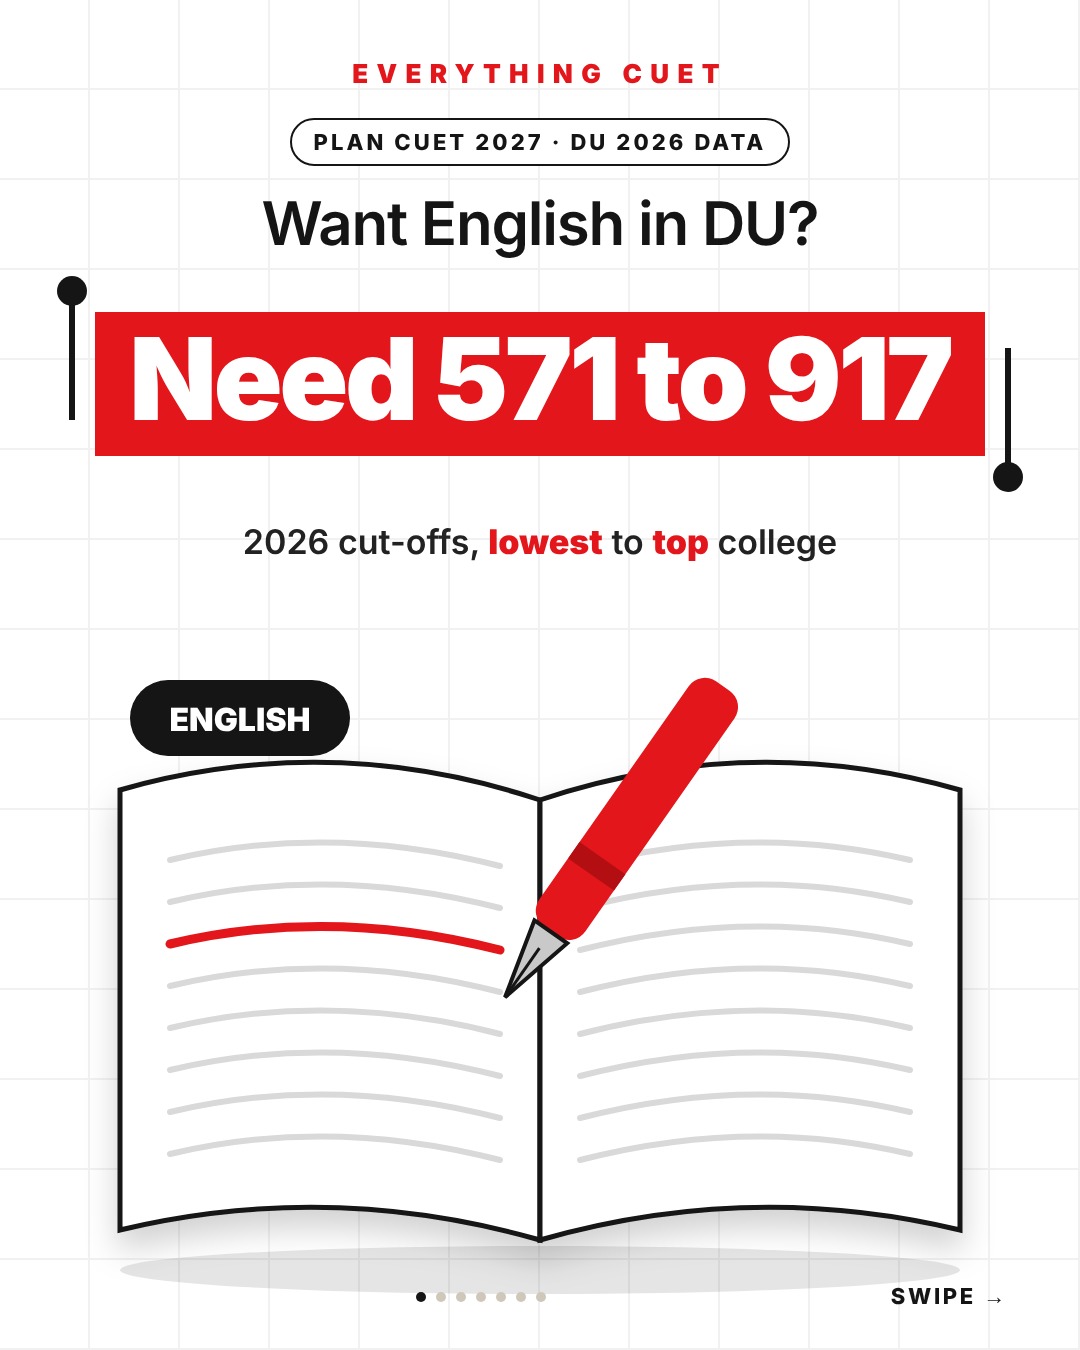 EVERYTHING CUET
PLAN CUET 2027 · DU 2026 DATA
Want English in DU?
Need 571 to 917
2026 cut-offs, lowest to top college
ENGLISH
SWIPE →